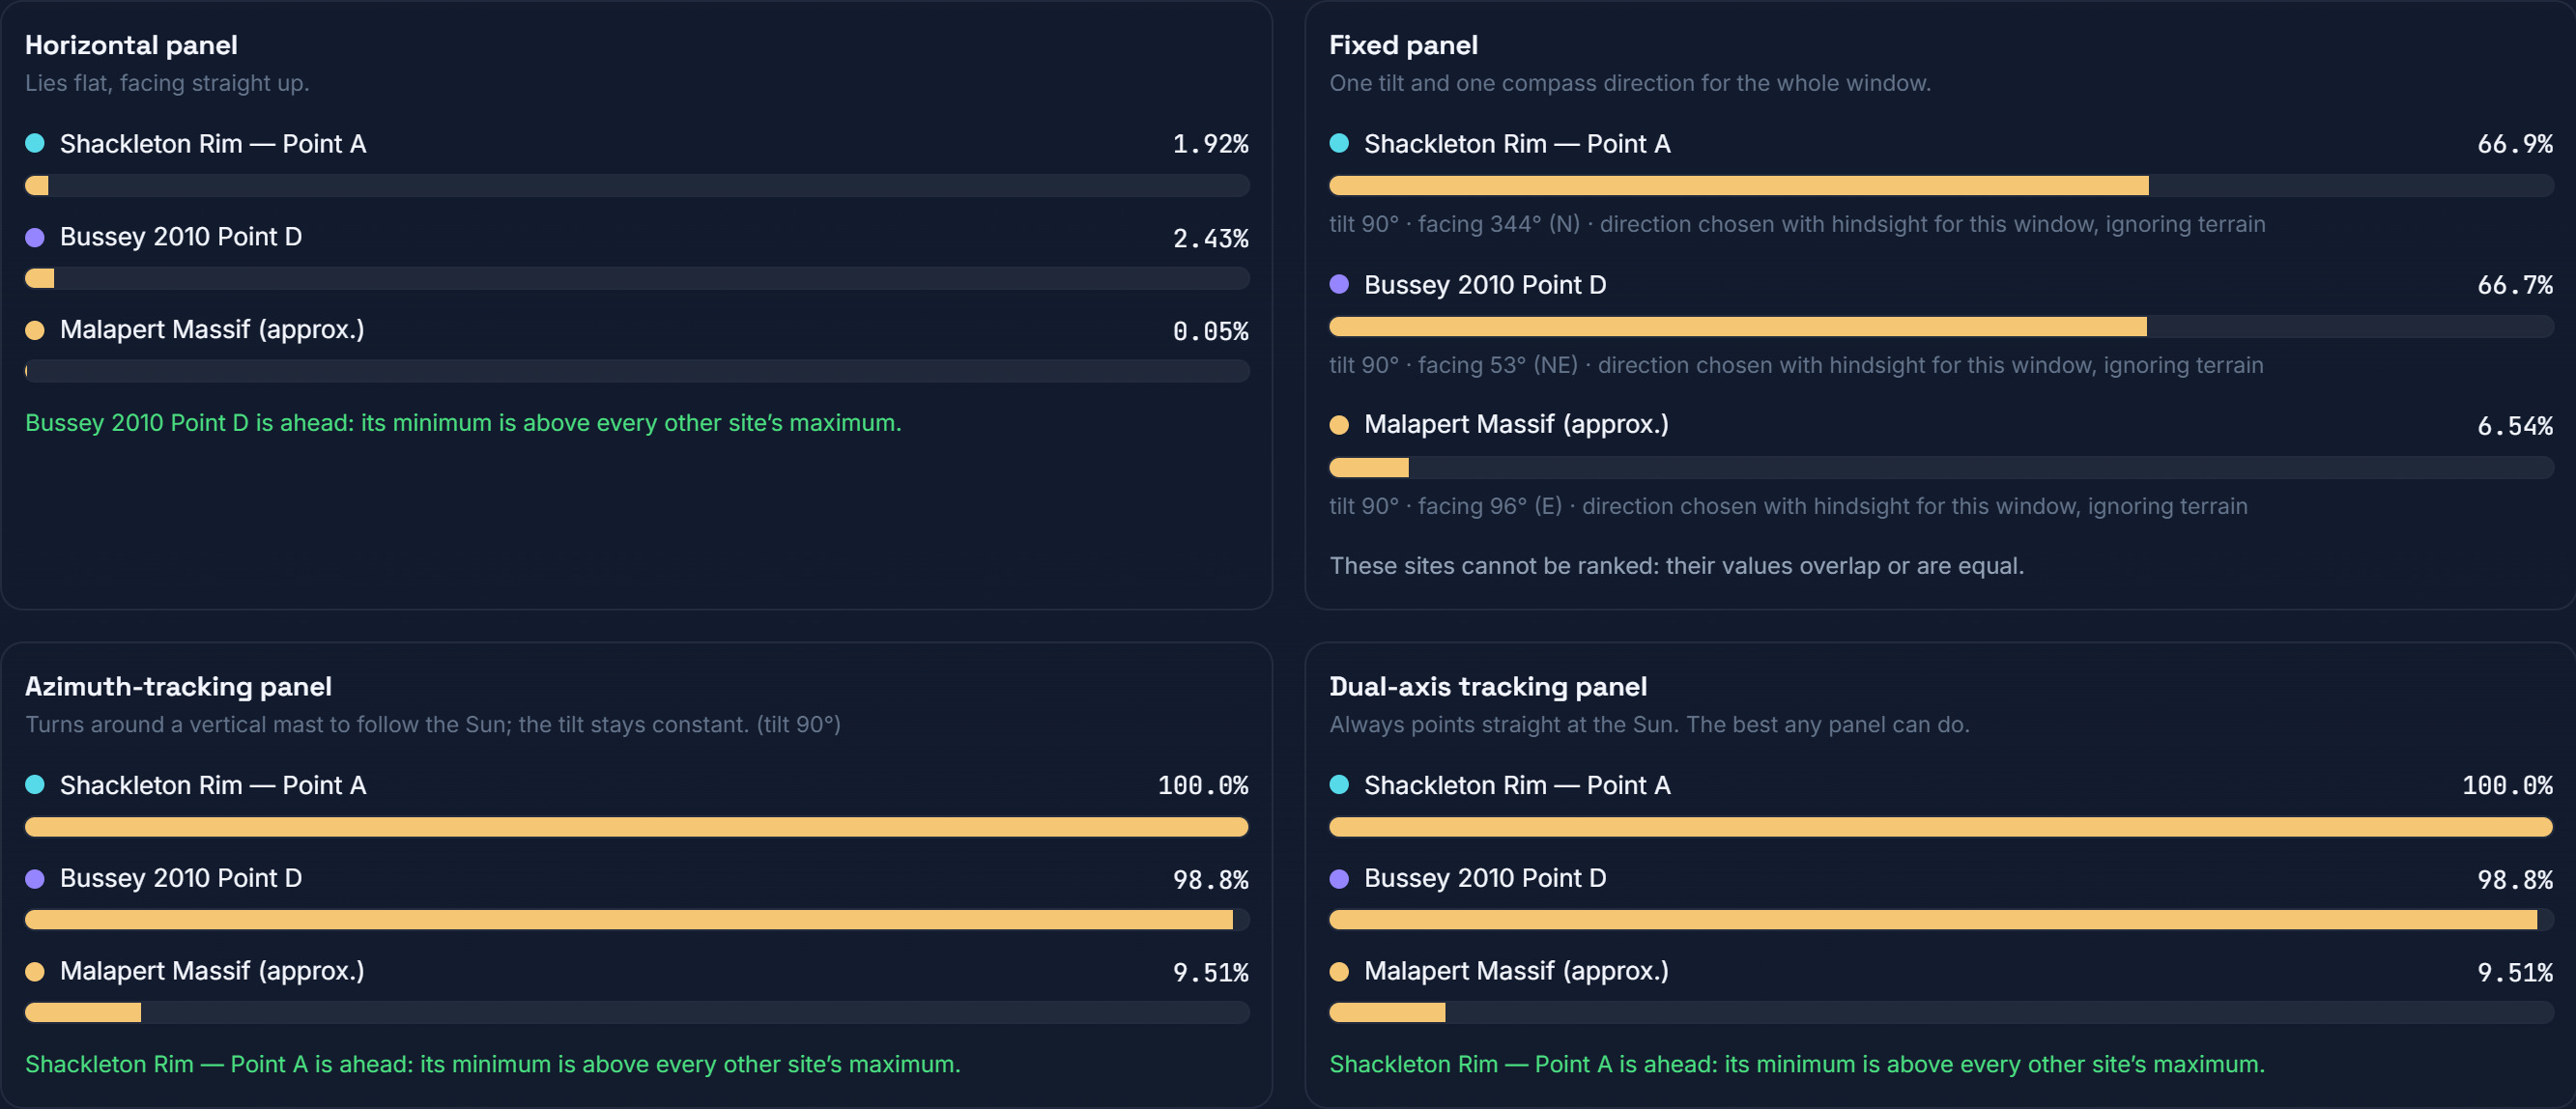 Horizontal panel
Lies flat, facing straight up.
Shackleton Rim — Point A 1.92%
Bussey 2010 Point D 2.43%
Malapert Massif (approx.) 0.05%
Bussey 2010 Point D is ahead: its minimum is above every other site’s maximum.
Fixed panel
One tilt and one compass direction for the whole window.
Shackleton Rim — Point A 66.9%
tilt 90° · facing 344° (N) · direction chosen with hindsight for this window, ignoring terrain
Bussey 2010 Point D 66.7%
tilt 90° · facing 53° (NE) · direction chosen with hindsight for this window, ignoring terrain
Malapert Massif (approx.) 6.54%
tilt 90° · facing 96° (E) · direction chosen with hindsight for this window, ignoring terrain
These sites cannot be ranked: their values overlap or are equal.
Azimuth-tracking panel
Turns around a vertical mast to follow the Sun; the tilt stays constant. (tilt 90°)
Shackleton Rim — Point A 100.0%
Bussey 2010 Point D 98.8%
Malapert Massif (approx.) 9.51%
Shackleton Rim — Point A is ahead: its minimum is above every other site’s maximum.
Dual-axis tracking panel
Always points straight at the Sun. The best any panel can do.
Shackleton Rim — Point A 100.0%
Bussey 2010 Point D 98.8%
Malapert Massif (approx.) 9.51%
Shackleton Rim — Point A is ahead: its minimum is above every other site’s maximum.